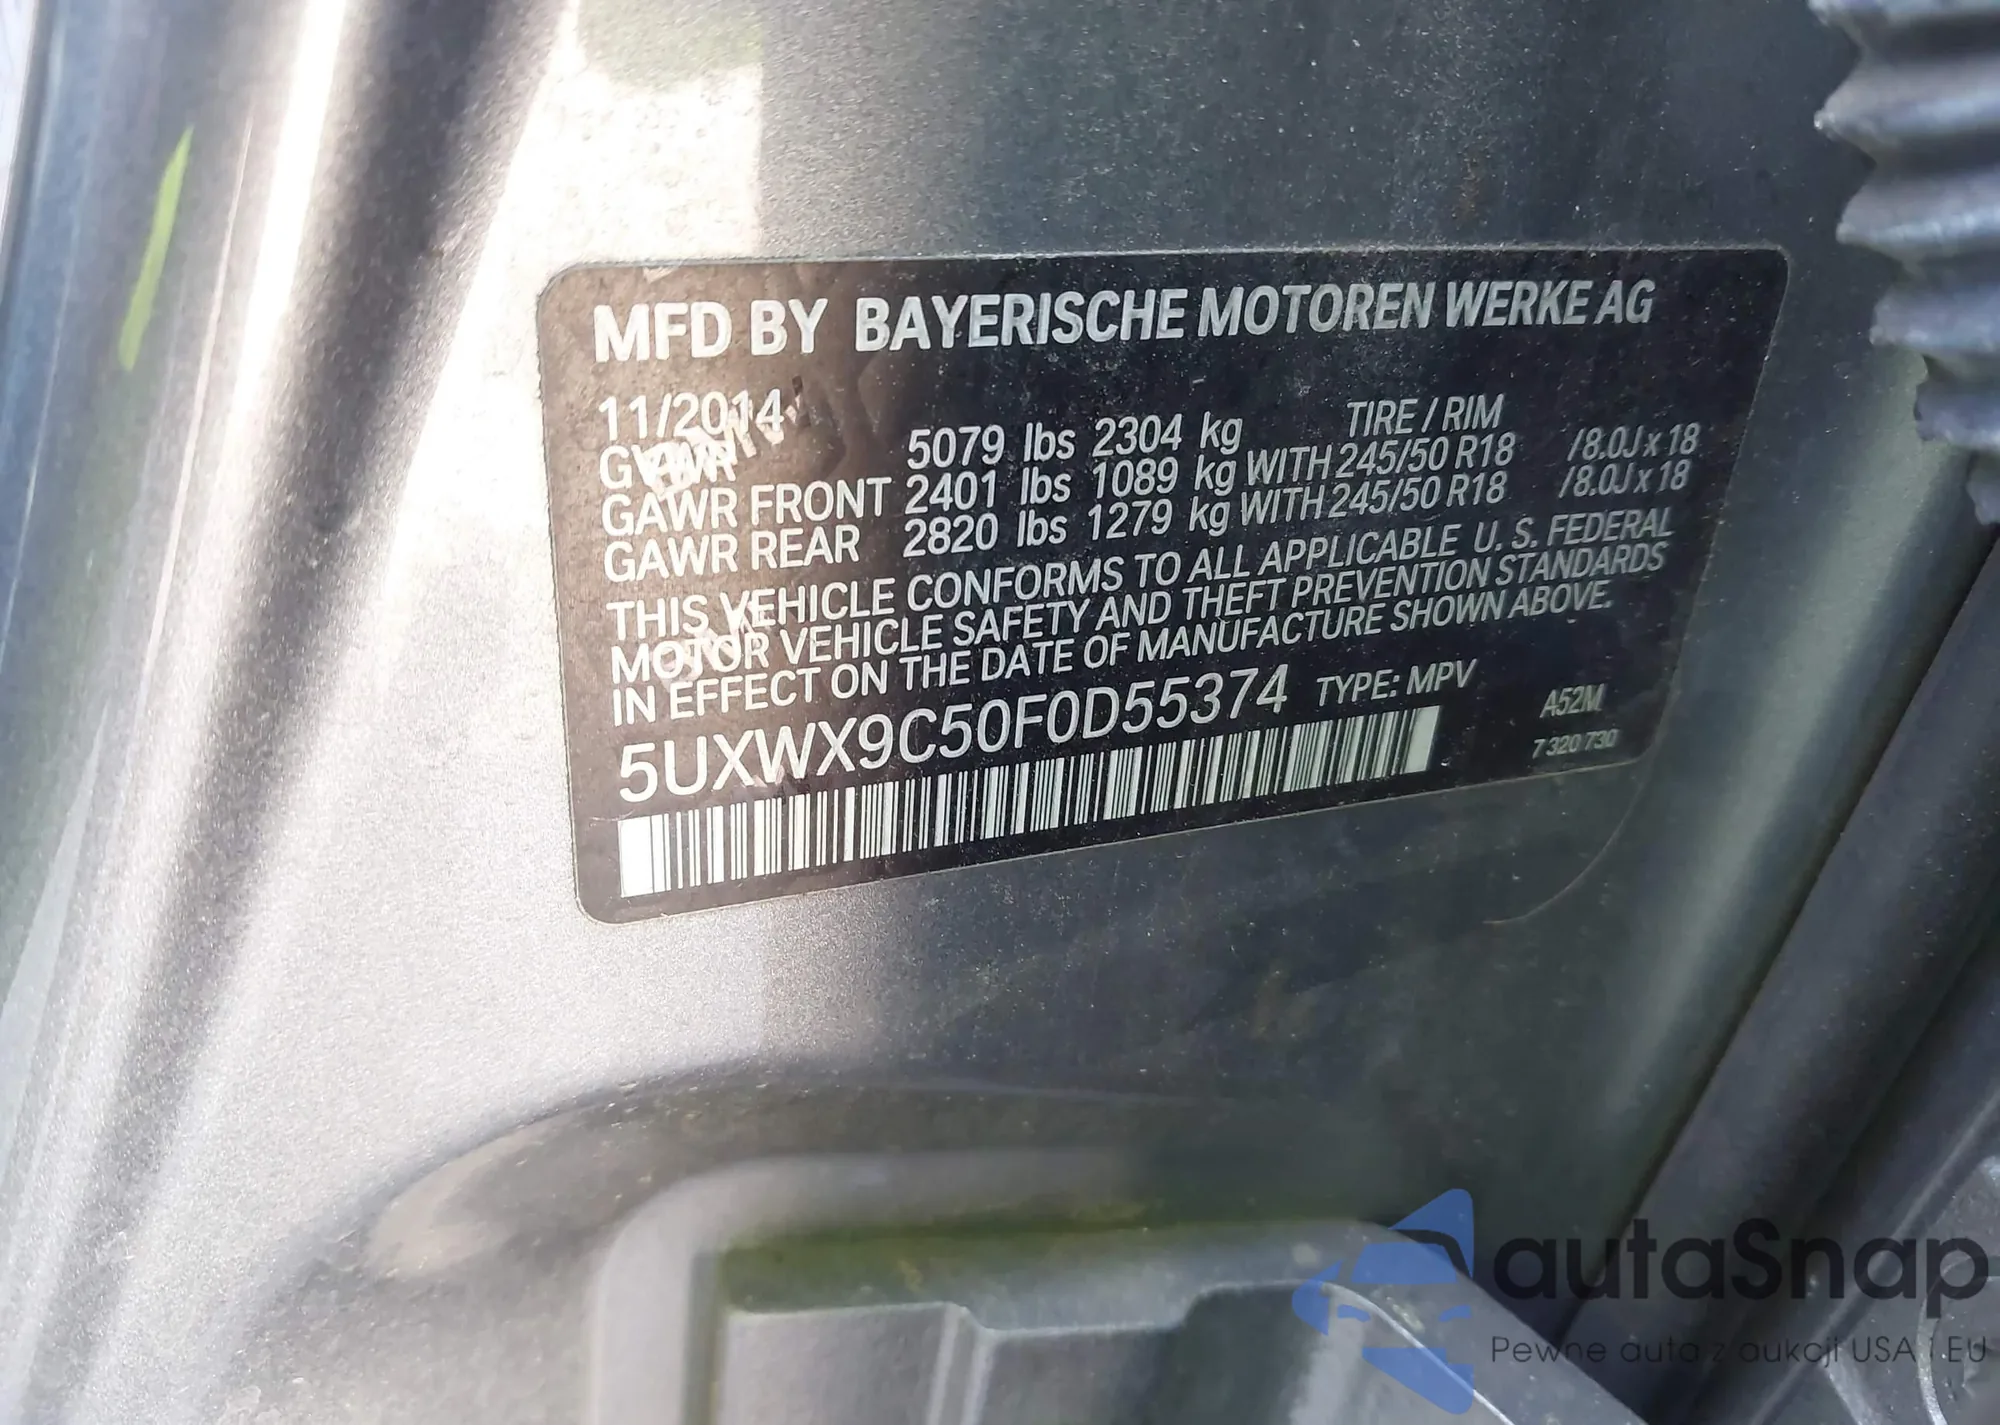 MFD BY BAYERISCHE MOTOREN WERKE AG
11/2014 TIRE / RIM
GVWR 5079 lbs 2304 kg
GAWR FRONT 2401 lbs 1089 kg WITH 245/50 R18 /8.0J x 18
GAWR REAR 2820 lbs 1279 kg WITH 245/50 R18 /8.0J x 18
THIS VEHICLE CONFORMS TO ALL APPLICABLE U. S. FEDERAL
MOTOR VEHICLE SAFETY AND THEFT PREVENTION STANDARDS
IN EFFECT ON THE DATE OF MANUFACTURE SHOWN ABOVE.
5UXWX9C50F0D55374 TYPE: MPV
A52M
7 320 730
autaSnap
Pewne auta z aukcji USA i EU